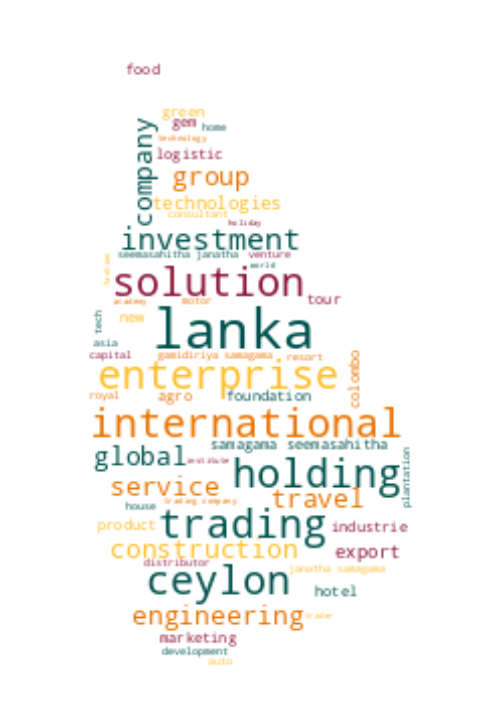 food
green
gem home
technology
company
logistic
group
technologies
consultant
holiday
investment
seemasahitha janatha venture
world
fashion
solution
academy motor tour
tech
new
lanka
asia
capital gamidiriya samagama resort
enterprise
colombo
royal agro foundation
international
samagama seemasahitha
global institute
holding
plantation
service travel
trading company
house
trading
product industrie
construction export
distributor
janatha samagama
ceylon hotel
engineering trader
marketing
development
auto